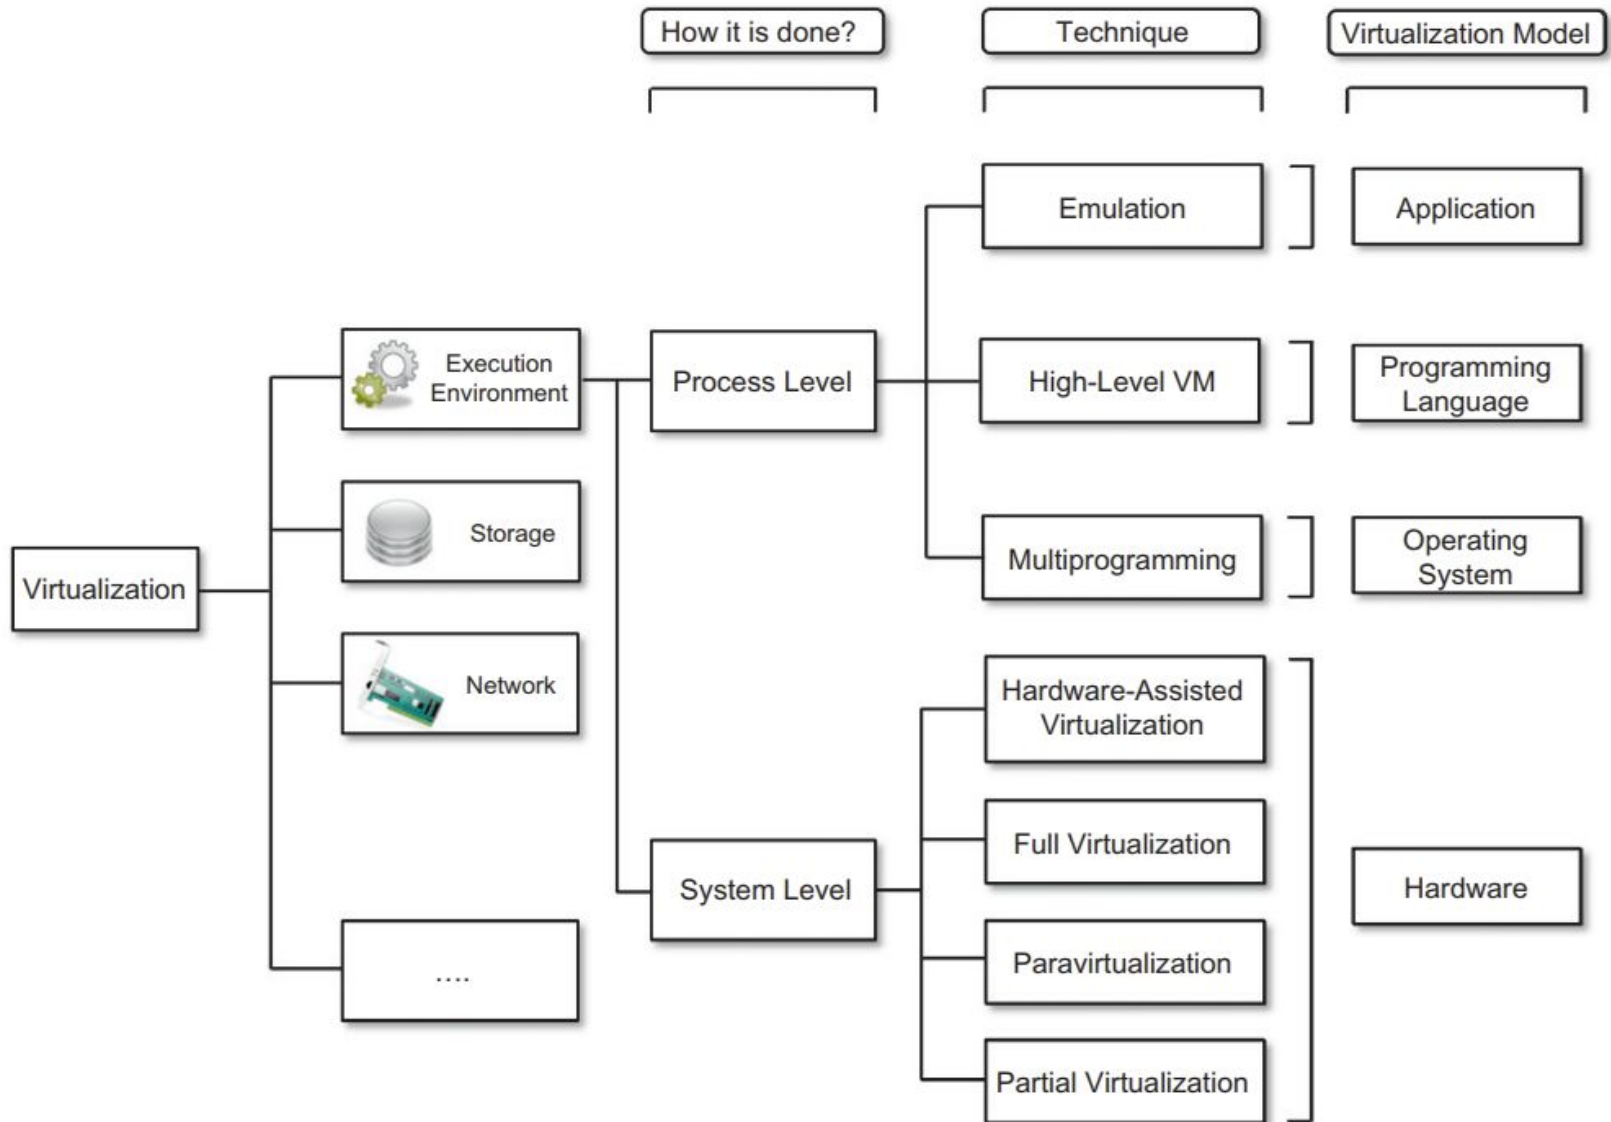 How it is done?
Technique
Virtualization Model
Emulation
Application
Execution
Environment
Process Level
High-Level VM
Programming
Language
Storage
Multiprogramming
Operating
System
Virtualization
Network
Hardware-Assisted
Virtualization
Full Virtualization
System Level
Hardware
Paravirtualization
....
Partial Virtualization